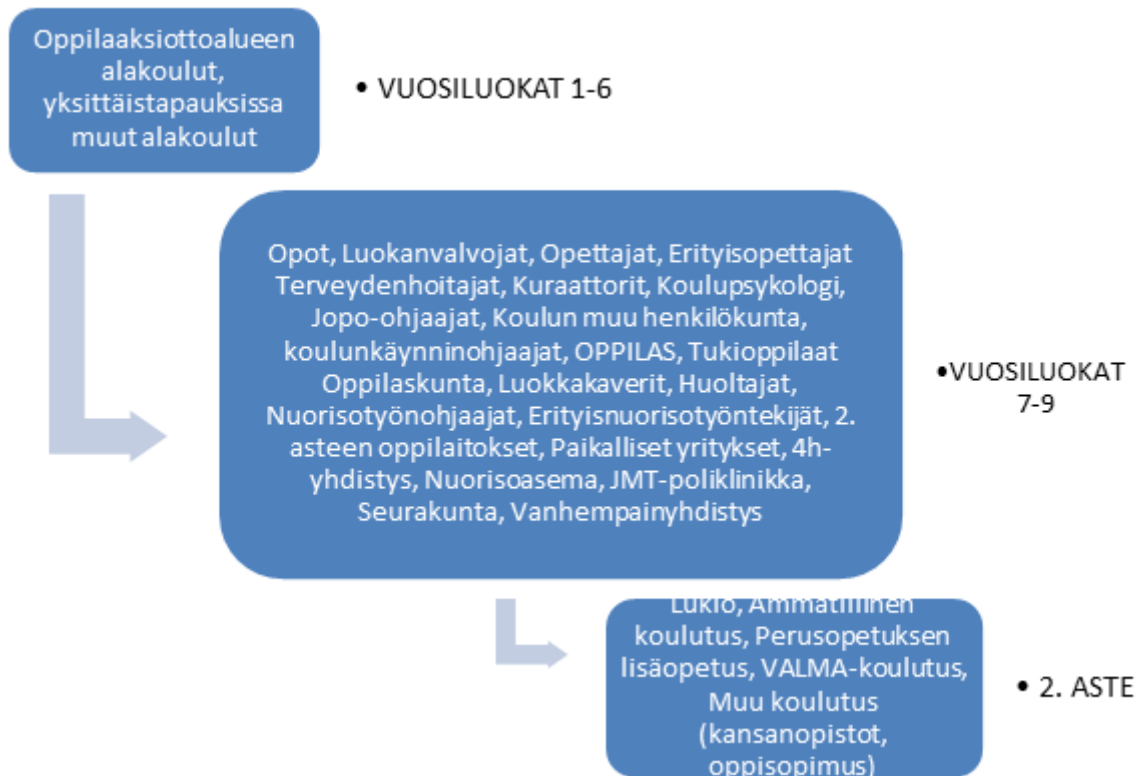 Oppilaaksiottoalueen
alakoulut,
yksittäistapauksissa
muut alakoulut
• VUOSILUOKAT 1-6
Opot, Luokanvalvojat, Opettajat, Erityisopettajat
Terveydenhoitajat, Kuraattorit, Koulupsykologi,
Jopo-ohjaajat, Koulun muu henkilökunta,
koulunkäynninohjaajat, OPPILAS, Tukioppilaat
Oppilaskunta, Luokkakaverit, Huoltajat,
Nuorisotyönohjaajat, Erityisnuorisotyöntekijät, 2.
asteen oppilaitokset, Paikalliset yritykset, 4h-
yhdistys, Nuorisoasema, JMT-poliklinikka,
Seurakunta, Vanhempainyhdistys
•VUOSILUOKAT
7-9
Lukio, Ammatillinen
koulutus, Perusopetuksen
lisäopetus, VALMA-koulutus,
Muu koulutus
(kansanopistot,
oppisopimus)
• 2. ASTE